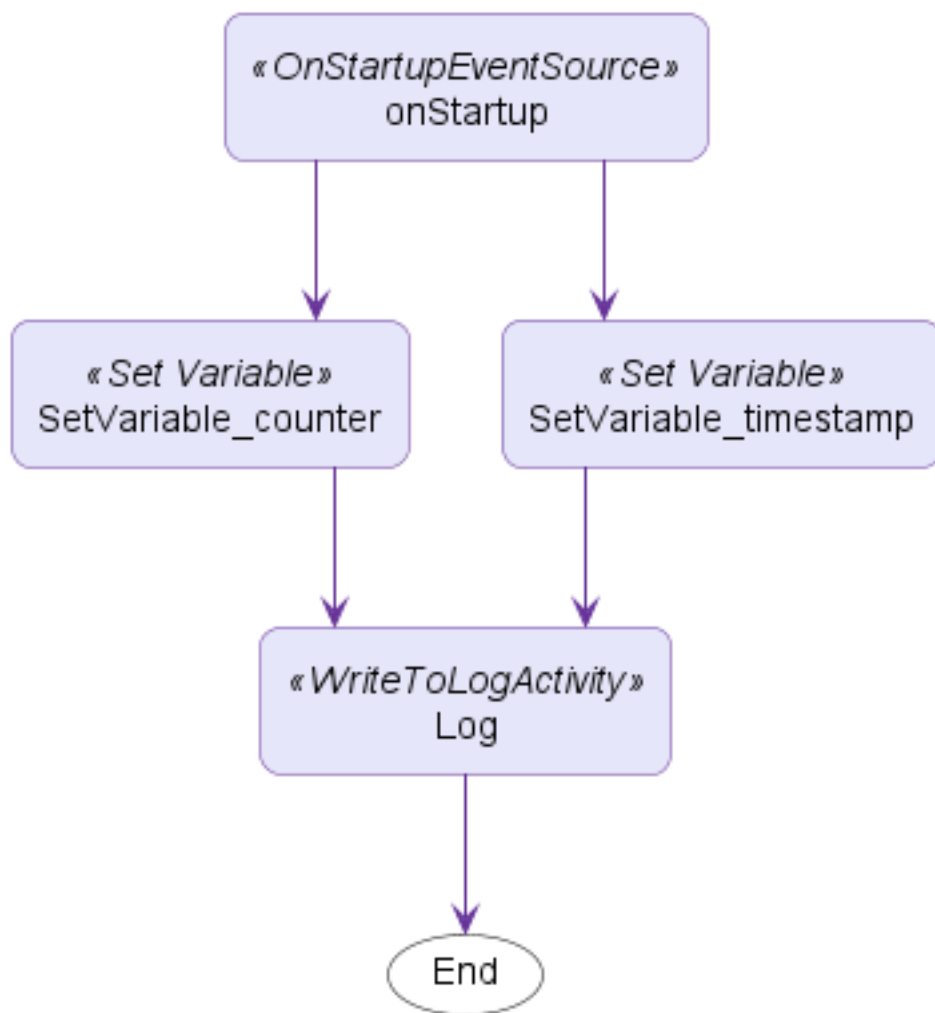 «OnStartupEventSource»
onStartup
«Set Variable»
SetVariable_counter
«Set Variable»
SetVariable_timestamp
«WriteToLogActivity»
Log
End